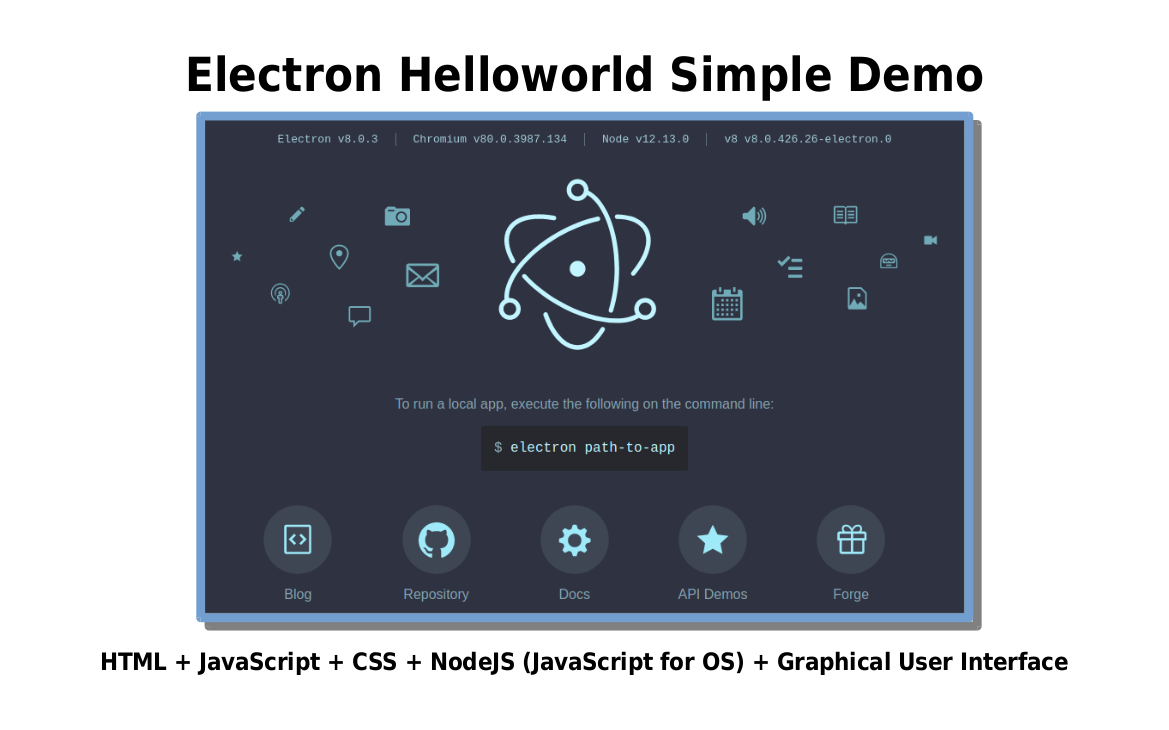 Electron Helloworld Simple Demo
Electron v8.0.3 | Chromium v80.0.3987.134 | Node v12.13.0 | v8 v8.0.426.26-electron.0
To run a local app, execute the following on the command line:
$ electron path-to-app
Blog Repository Docs API Demos Forge
HTML + JavaScript + CSS + NodeJS (JavaScript for OS) + Graphical User Interface